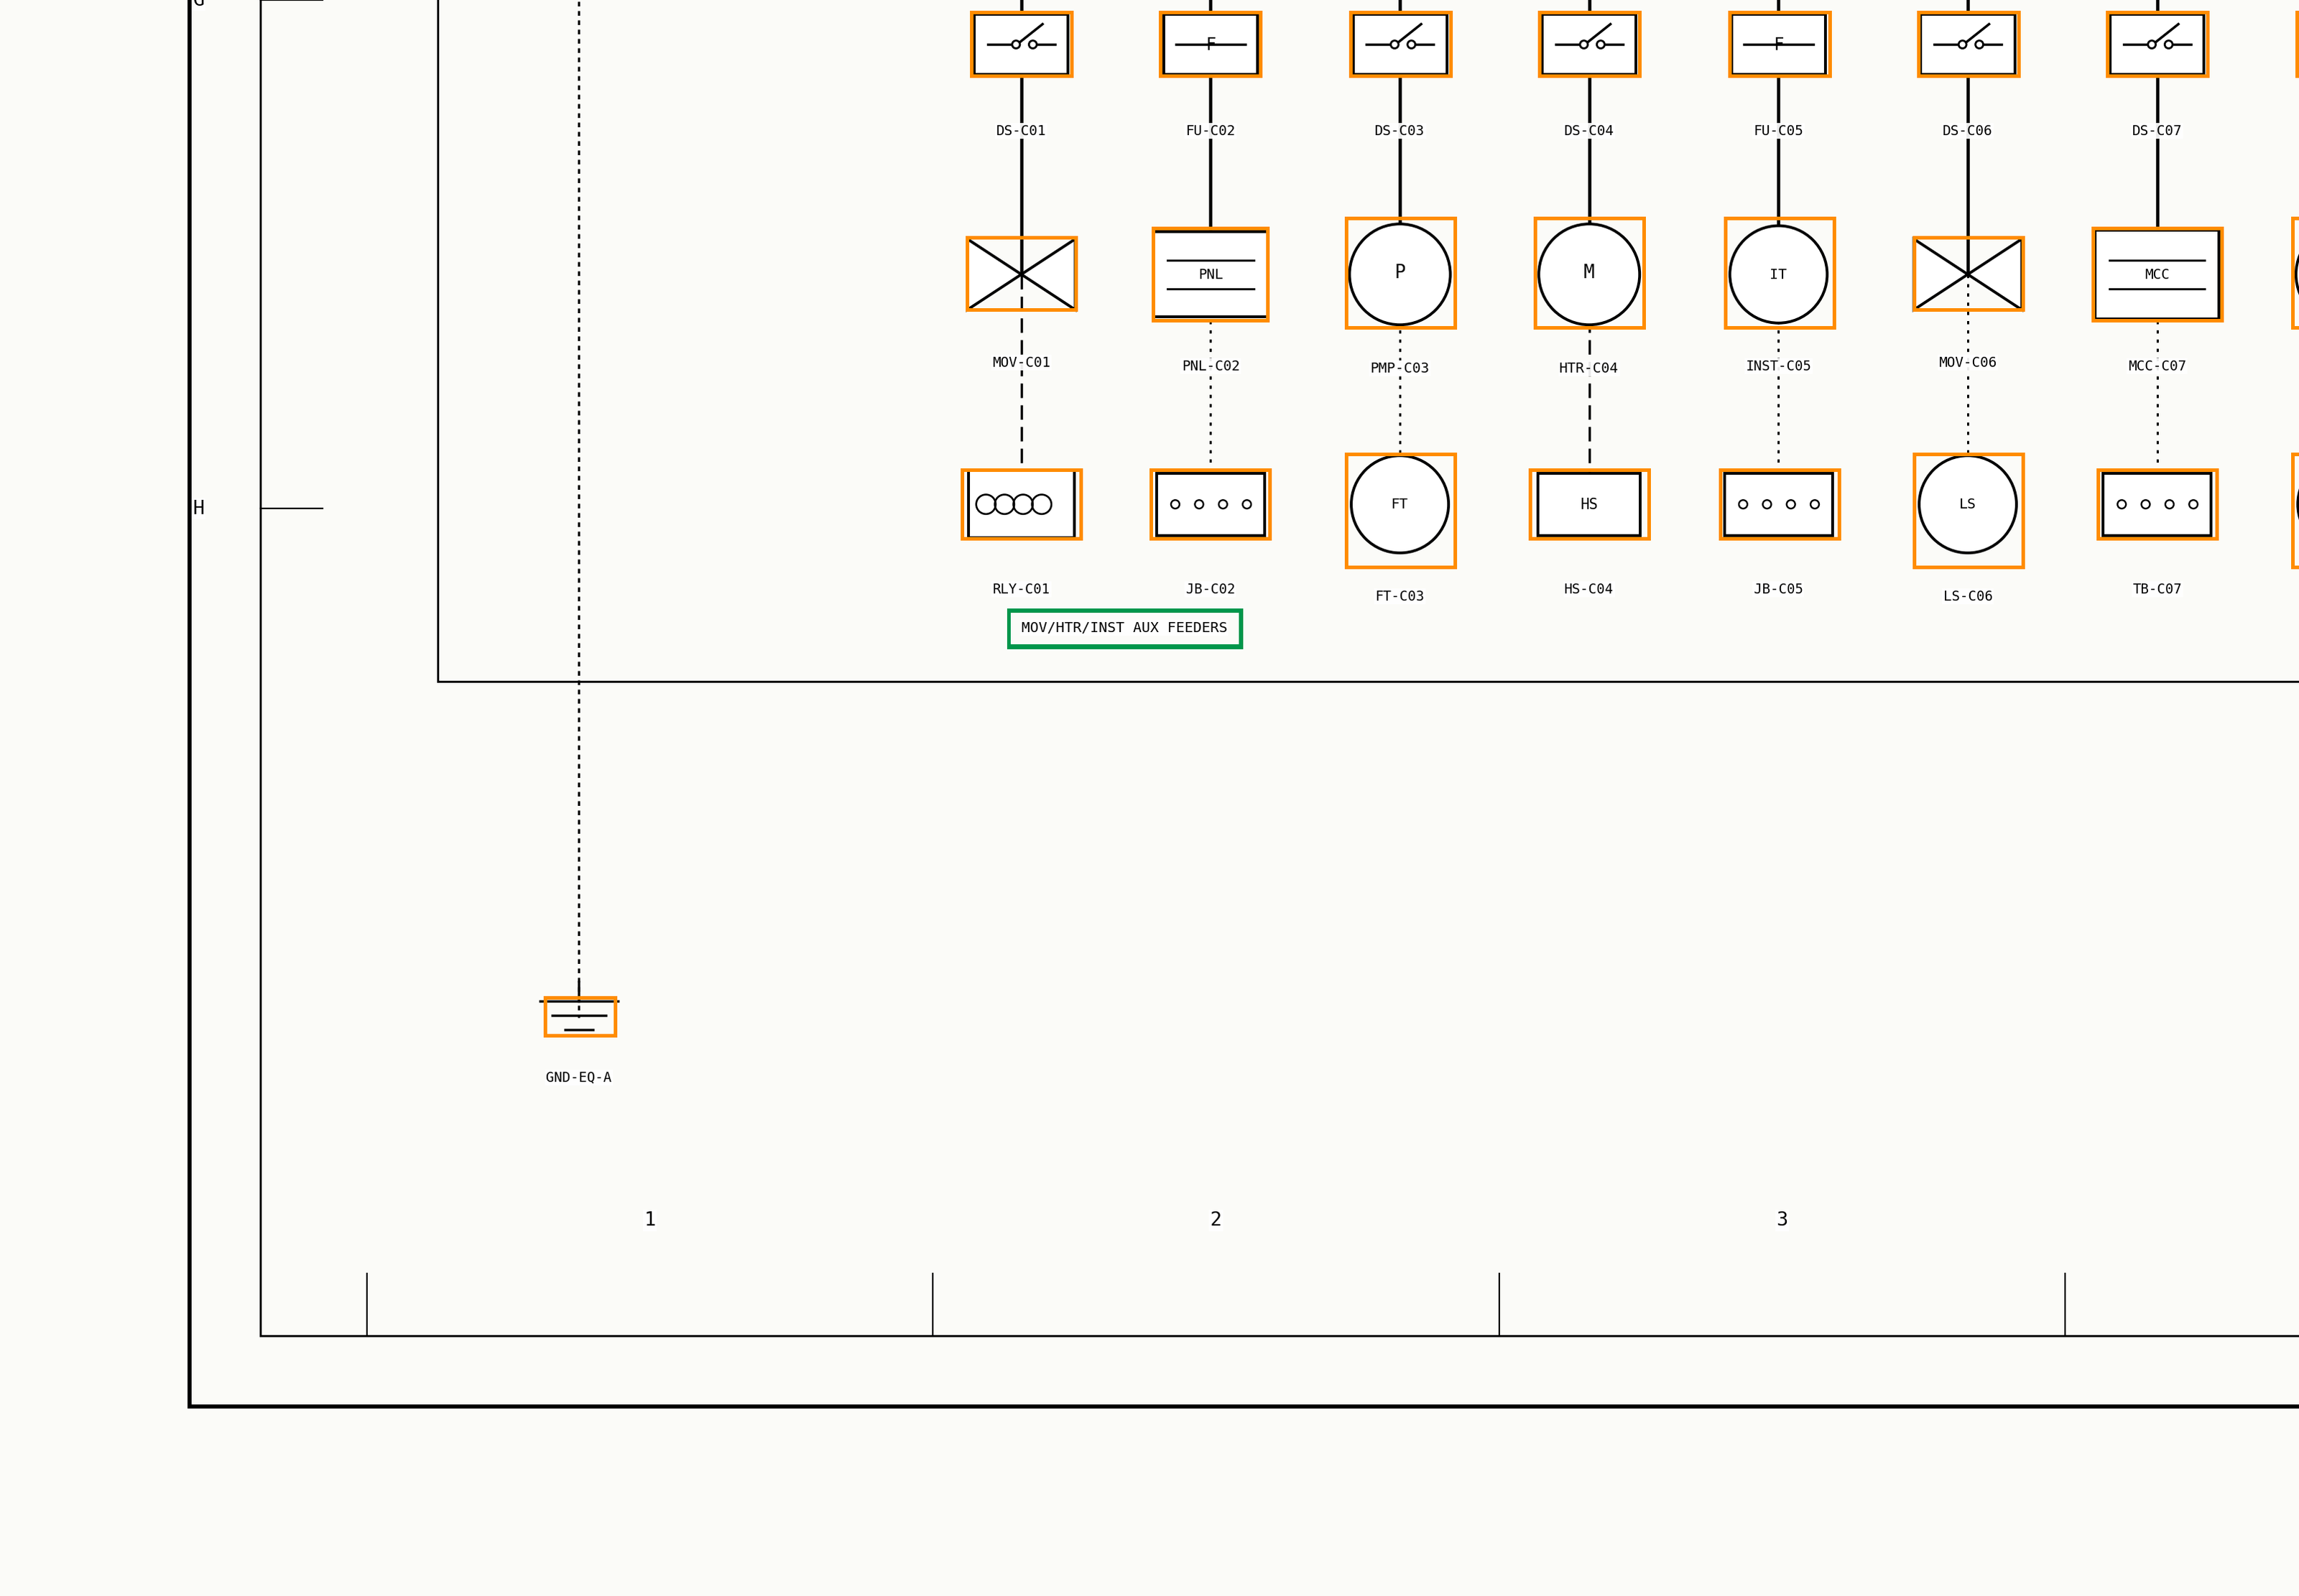 G
F F
DS-C01 FU-C02 DS-C03 DS-C04 FU-C05 DS-C06 DS-C07
PNL P M IT MCC
MOV-C01 PNL-C02 PMP-C03 HTR-C04 INST-C05 MOV-C06 MCC-C07
H FT HS LS
RLY-C01 JB-C02 FT-C03 HS-C04 JB-C05 LS-C06 TB-C07
MOV/HTR/INST AUX FEEDERS
GND-EQ-A
1 2 3